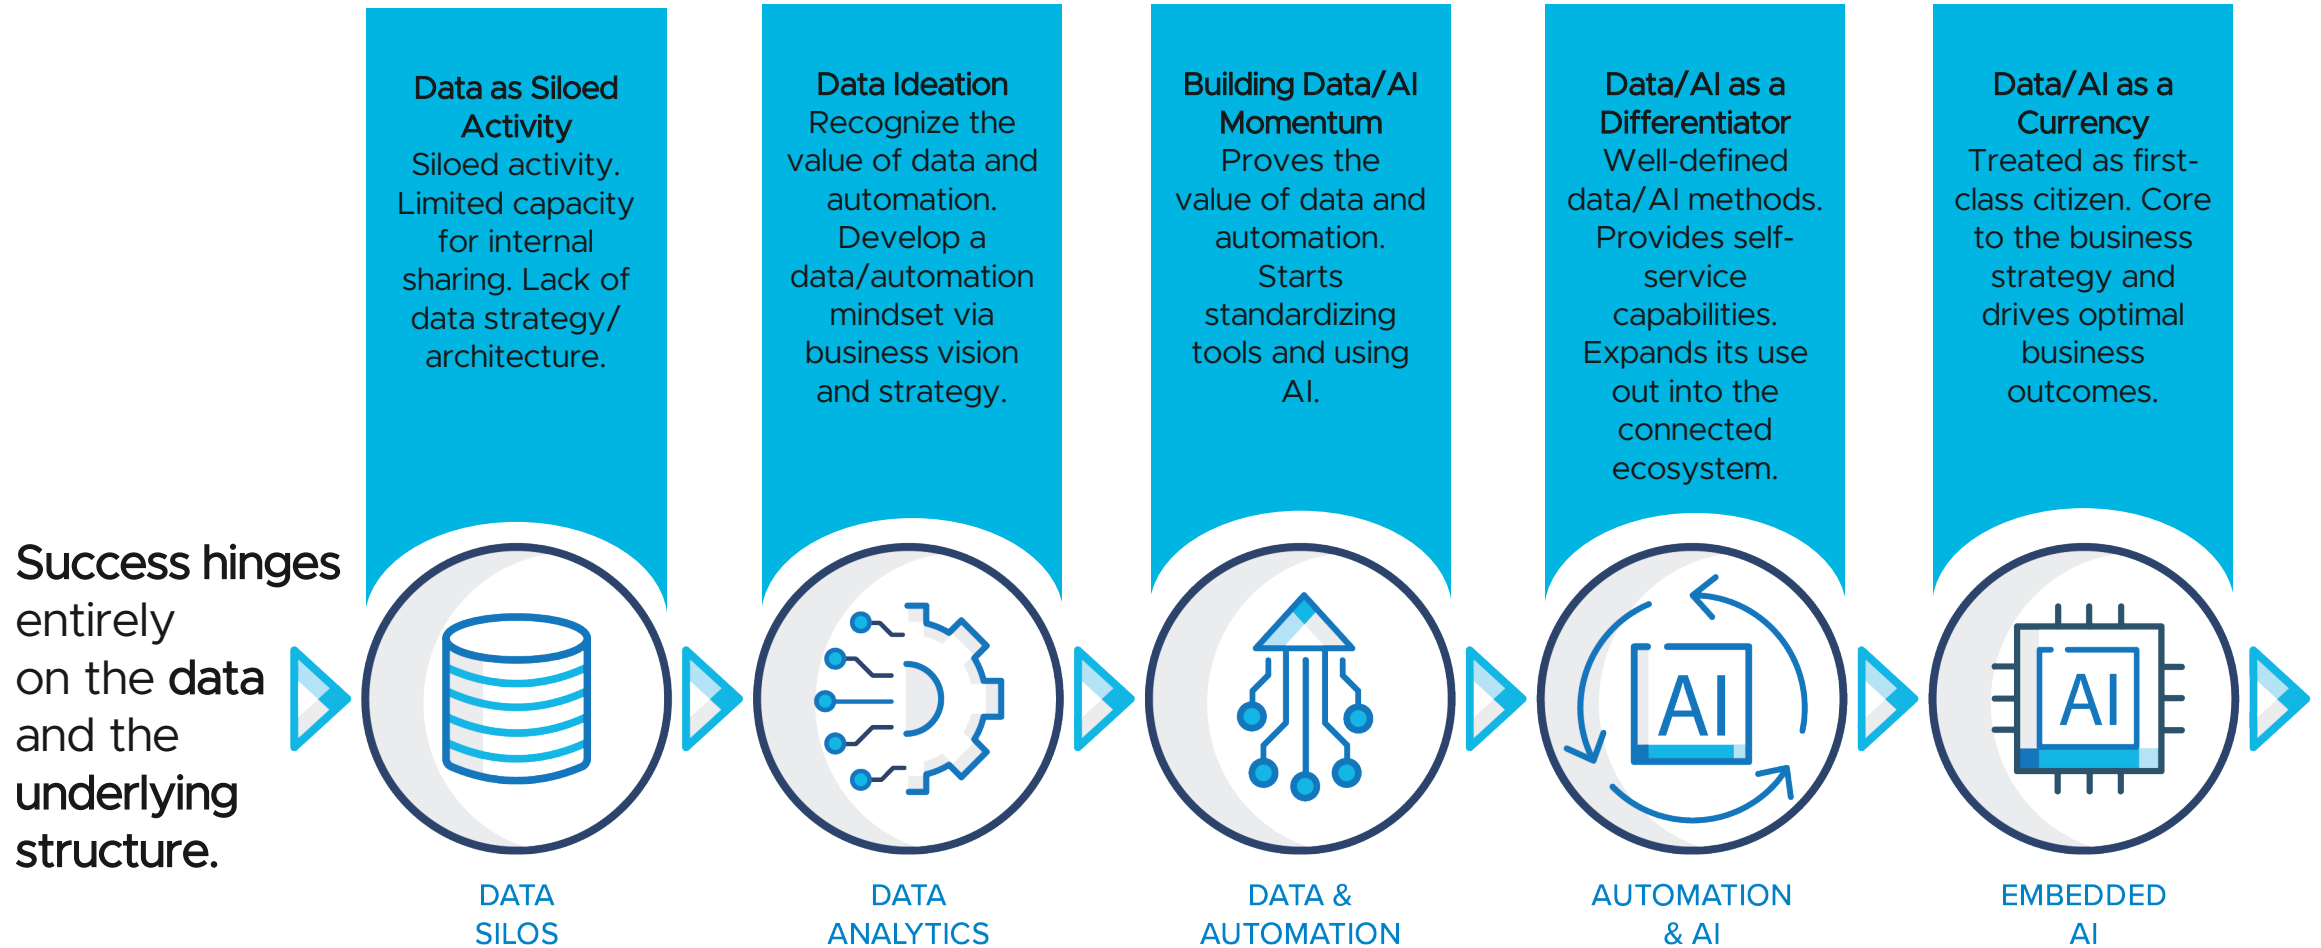 Success hinges
entirely
on the data
and the
underlying
structure.
Data as Siloed
Activity
Siloed activity.
Limited capacity
for internal
sharing. Lack of
data strategy/
architecture.
DATA
SILOS
Data Ideation
Recognize the
value of data and
automation.
Develop a
data/automation
mindset via
business vision
and strategy.
DATA
ANALYTICS
Building Data/AI
Momentum
Proves the
value of data and
automation.
Starts
standardizing
tools and using
AI.
DATA &
AUTOMATION
Data/AI as a
Differentiator
Well-defined
data/AI methods.
Provides self-
service
capabilities.
Expands its use
out into the
connected
ecosystem.
AI
AUTOMATION
& AI
Data/AI as a
Currency
Treated as first-
class citizen. Core
to the business
strategy and
drives optimal
business
outcomes.
AI
EMBEDDED
AI